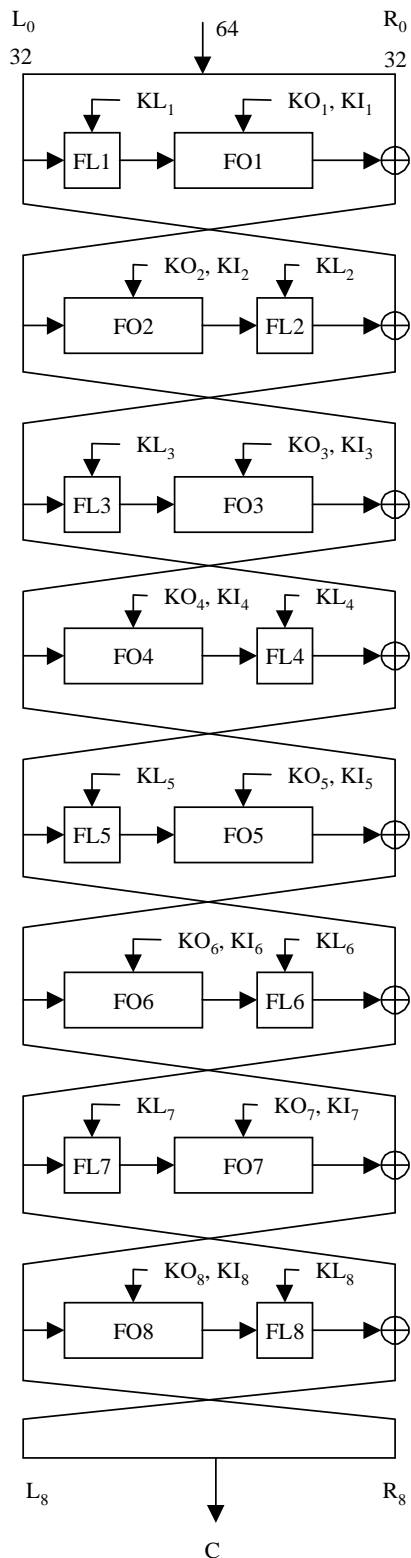 L₀ 64 R₀
32 32
KL₁ KO₁, KI₁
FL1 FO1
KO₂, KI₂ KL₂
FO2 FL2
KL₃ KO₃, KI₃
FL3 FO3
KO₄, KI₄ KL₄
FO4 FL4
KL₅ KO₅, KI₅
FL5 FO5
KO₆, KI₆ KL₆
FO6 FL6
KL₇ KO₇, KI₇
FL7 FO7
KO₈, KI₈ KL₈
FO8 FL8
L₈ R₈
C